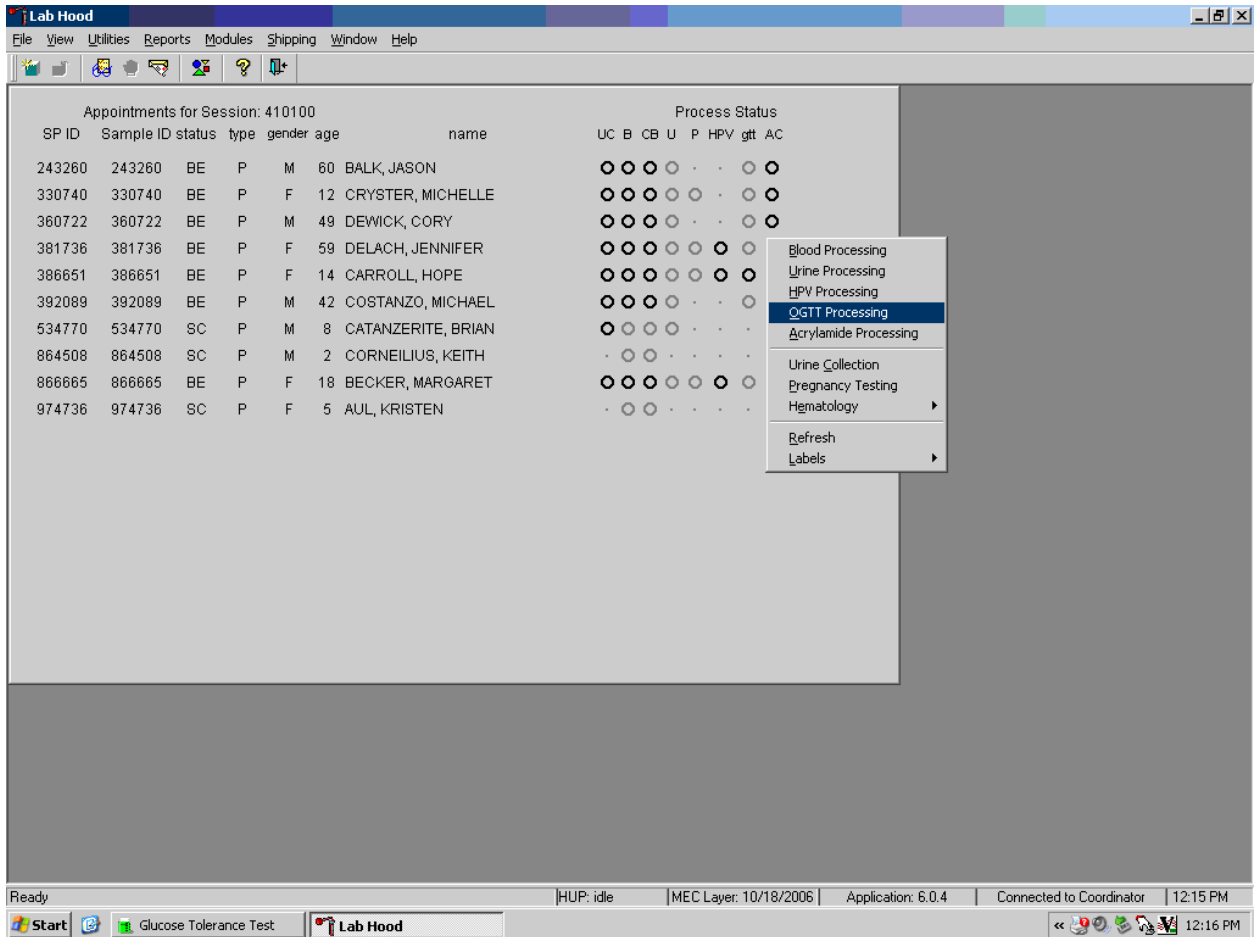 Lab Hood
File View Utilities Reports Modules Shipping Window Help
Appointments for Session: 410100 Process Status
SP ID Sample ID status type gender age name UC B CB U P HPV gtt AC
243260 243260 BE P M 60 BALK, JASON
330740 330740 BE P F 12 CRYSTER, MICHELLE
360722 360722 BE P M 49 DEWICK, CORY
381736 381736 BE P F 59 DELACH, JENNIFER
386651 386651 BE P F 14 CARROLL, HOPE
392089 392089 BE P M 42 COSTANZO, MICHAEL
534770 534770 SC P M 8 CATANZERITE, BRIAN
864508 864508 SC P M 2 CORNEILIUS, KEITH
866665 866665 BE P F 18 BECKER, MARGARET
974736 974736 SC P F 5 AUL, KRISTEN
Blood Processing
Urine Processing
HPV Processing
OGTT Processing
Acrylamide Processing
Urine Collection
Pregnancy Testing
Hematology
Refresh
Labels
Ready HUP: idle MEC Layer: 10/18/2006 Application: 6.0.4 Connected to Coordinator 12:15 PM
Start Glucose Tolerance Test Lab Hood 12:16 PM